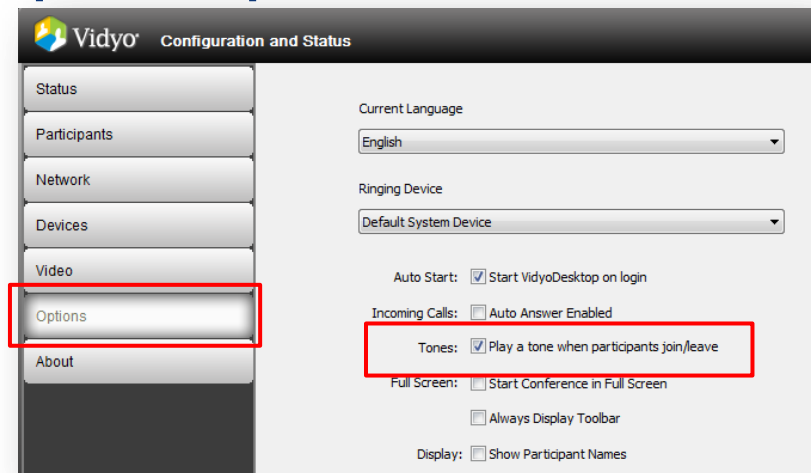 Vidyo Configuration and Status
Status
Participants
Network
Devices
Video
Options
About
Current Language
English
Ringing Device
Default System Device
Auto Start: Start VidyoDesktop on login
Incoming Calls: Auto Answer Enabled
Tones: Play a tone when participants join/leave
Full Screen: Start Conference in Full Screen
Always Display Toolbar
Display: Show Participant Names